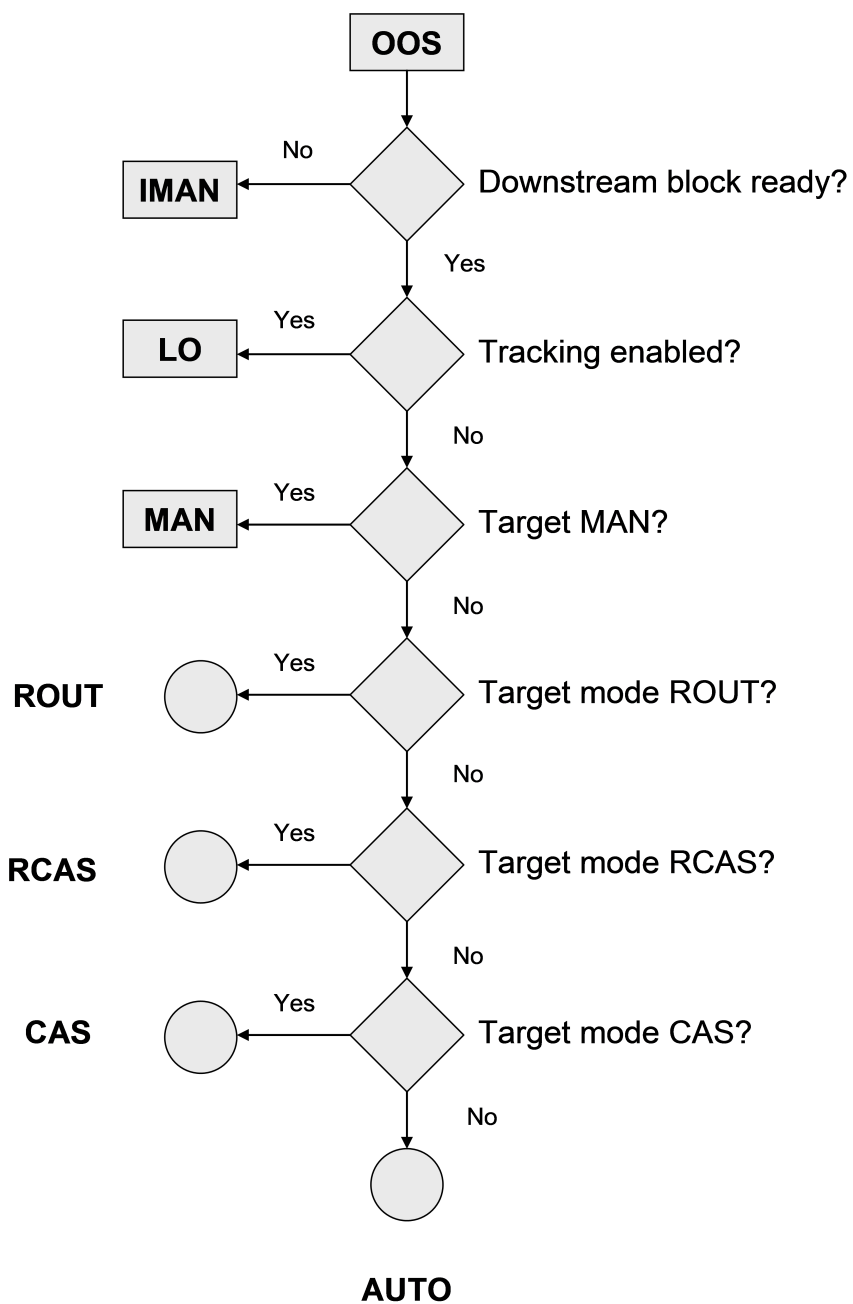 OOS
No
IMAN
Downstream block ready?
Yes
Yes
LO
Tracking enabled?
No
Yes
MAN
Target MAN?
No
Yes
ROUT
Target mode ROUT?
No
Yes
RCAS
Target mode RCAS?
No
Yes
CAS
Target mode CAS?
No
AUTO